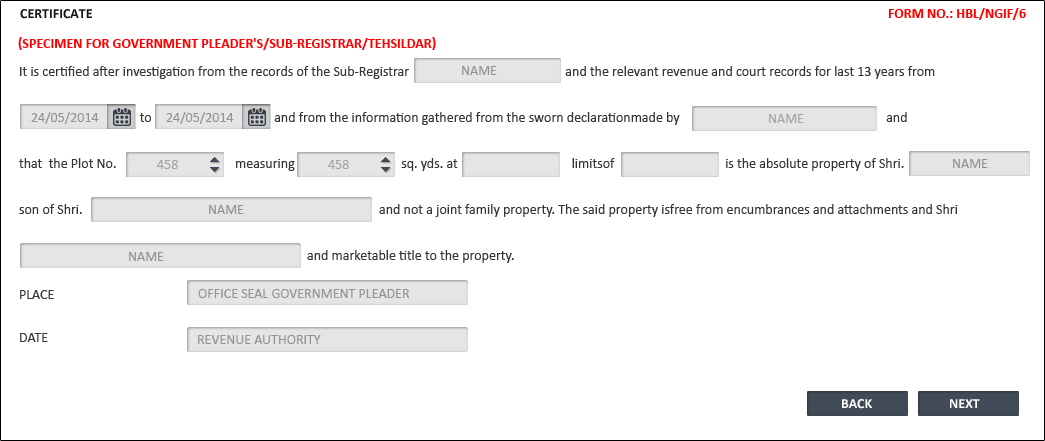 CERTIFICATE FORM NO.: HBL/NGIF/6
(SPECIMEN FOR GOVERNMENT PLEADER'S/SUB-REGISTRAR/TEHSILDAR)
It is certified after investigation from the records of the Sub-Registrar NAME and the relevant revenue and court records for last 13 years from
24/05/2014 to 24/05/2014 and from the information gathered from the sworn declarationmade by NAME and
that the Plot No. 458 measuring 458 sq. yds. at limitsof is the absolute property of Shri. NAME
son of Shri. NAME and not a joint family property. The said property isfree from encumbrances and attachments and Shri
NAME and marketable title to the property.
PLACE OFFICE SEAL GOVERNMENT PLEADER
DATE REVENUE AUTHORITY
BACK NEXT